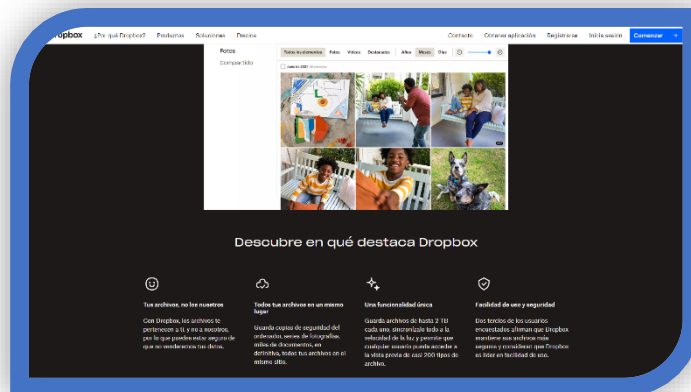 Dropbox ¿Por qué Dropbox? Productos Soluciones Precios Contacto Obtener aplicación Registrarse Inicia sesión Comenzar →
Fotos
Todos los elementos Fotos Vídeos Destacados Años Meses Días
Compartido
Junio de 2021
Descubre en qué destaca Dropbox
Tus archivos, no los nuestros
Con Dropbox, los archivos te
pertenecen a ti, y no a nosotros,
por lo que puedes estar seguro de
que no venderemos tus datos.
Todos tus archivos en un mismo
lugar
Guarda copias de seguridad del
ordenador, series de fotografías,
miles de documentos, en
definitiva, todos tus archivos en el
mismo sitio.
Una funcionalidad única
Guarda archivos de hasta 2 TB
cada uno, sincronízalo todo a la
velocidad de la luz y permite que
cualquier usuario pueda acceder a
la vista previa de casi 200 tipos de
archivo.
Facilidad de uso y seguridad
Dos tercios de los usuarios
encuestados afirman que Dropbox
mantiene sus archivos más
seguros y consideran que Dropbox
es líder en facilidad de uso.